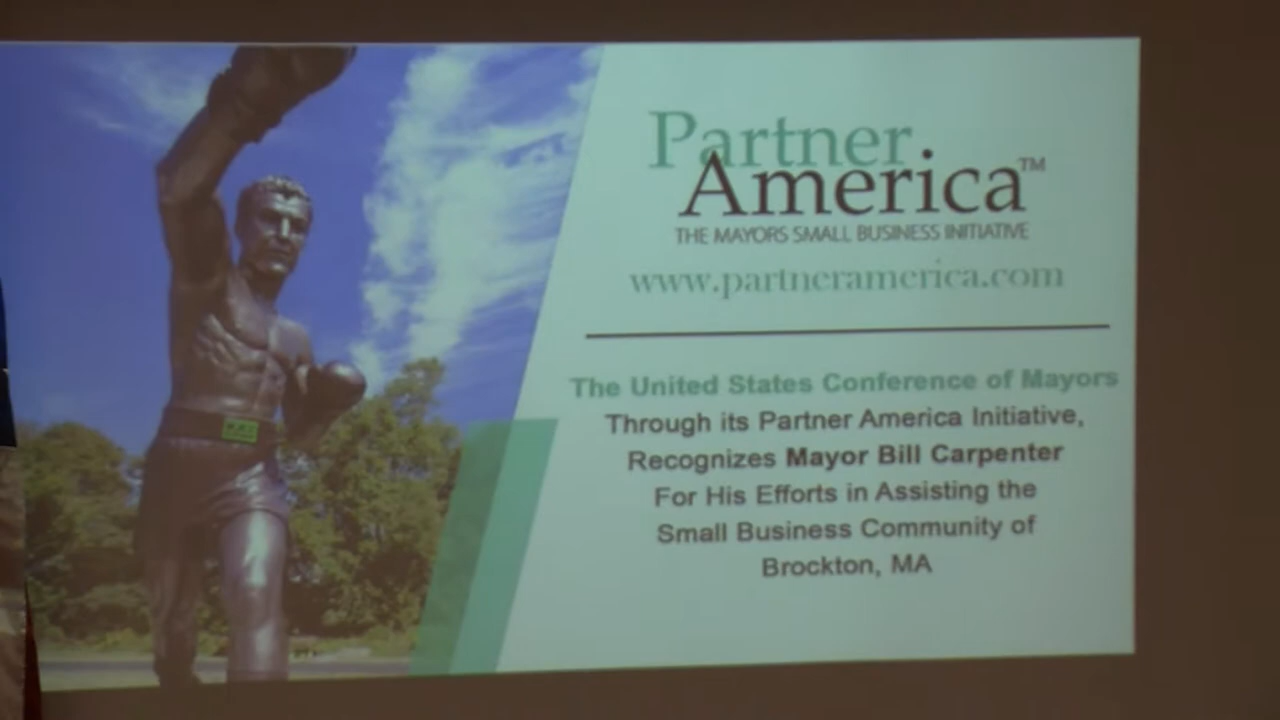 Partner
America™
THE MAYORS SMALL BUSINESS INITIATIVE
www.partneramerica.com
The United States Conference of Mayors
Through its Partner America Initiative,
Recognizes Mayor Bill Carpenter
For His Efforts in Assisting the
Small Business Community of
Brockton, MA